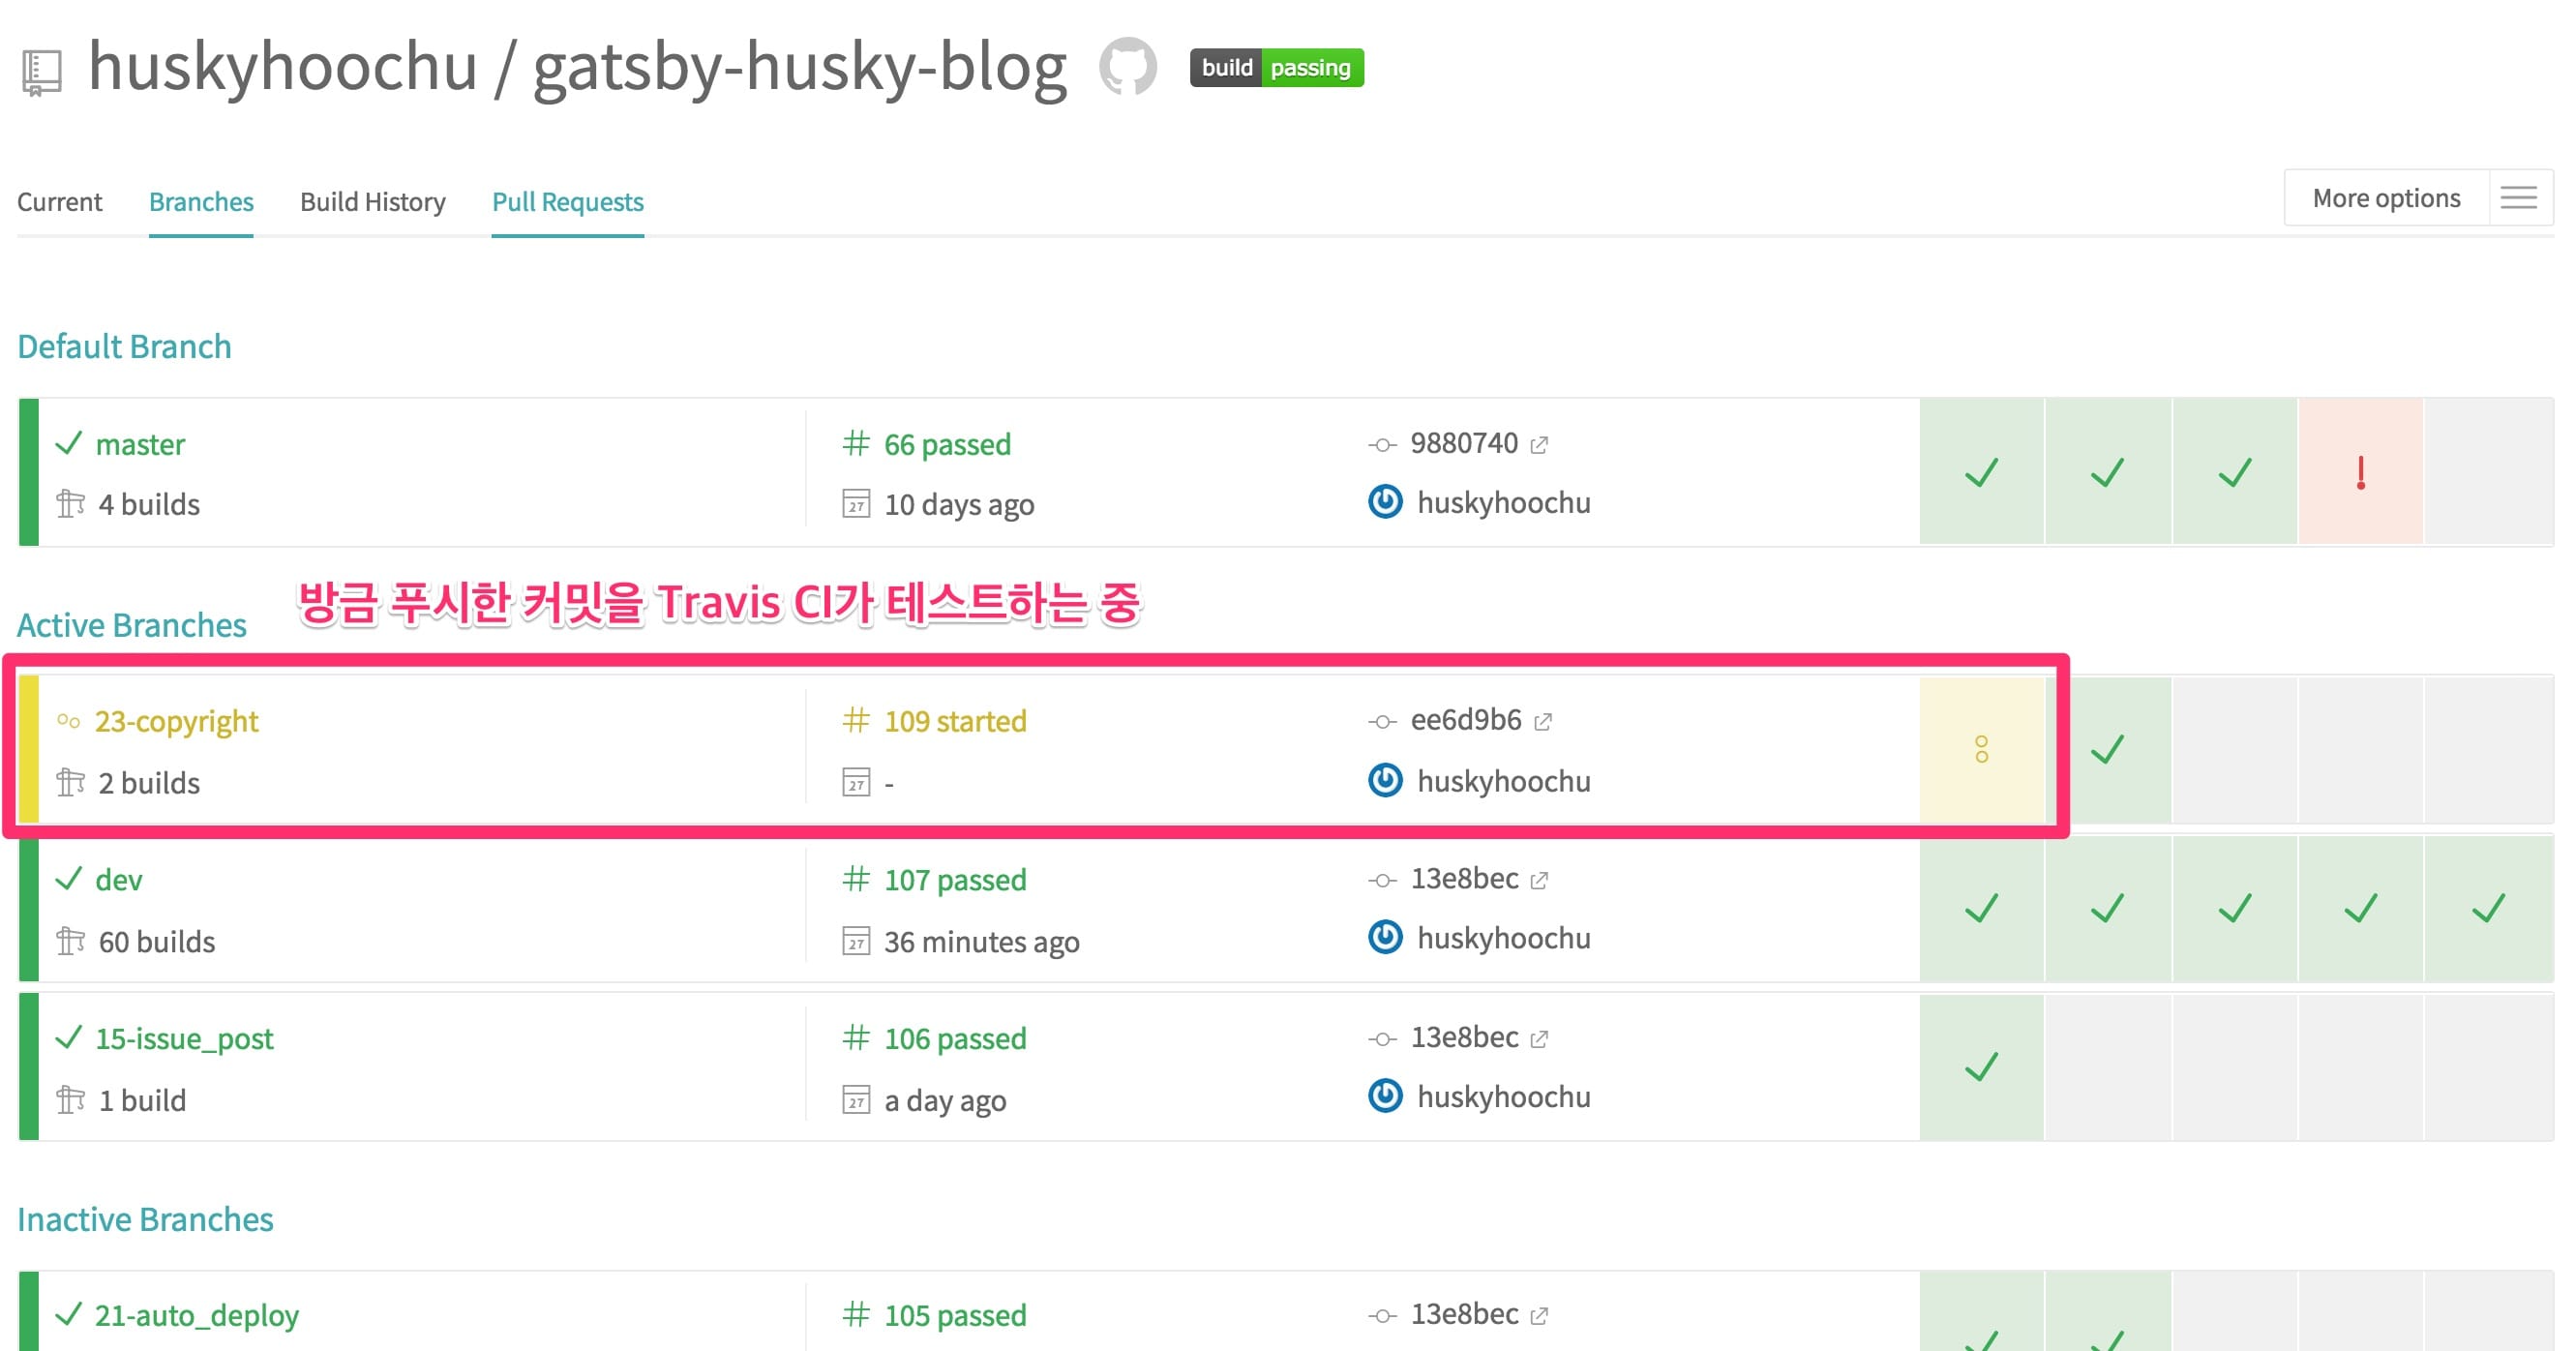 huskyhoochu / gatsby-husky-blog build passing
Current Branches Build History Pull Requests More options
Default Branch
master # 66 passed 9880740
4 builds 27 10 days ago huskyhoochu
Active Branches 방금 푸시한 커밋을 Travis CI가 테스트하는 중
23-copyright # 109 started ee6d9b6
2 builds 27 - huskyhoochu
dev # 107 passed 13e8bec
60 builds 27 36 minutes ago huskyhoochu
15-issue_post # 106 passed 13e8bec
1 build 27 a day ago huskyhoochu
Inactive Branches
21-auto_deploy # 105 passed 13e8bec